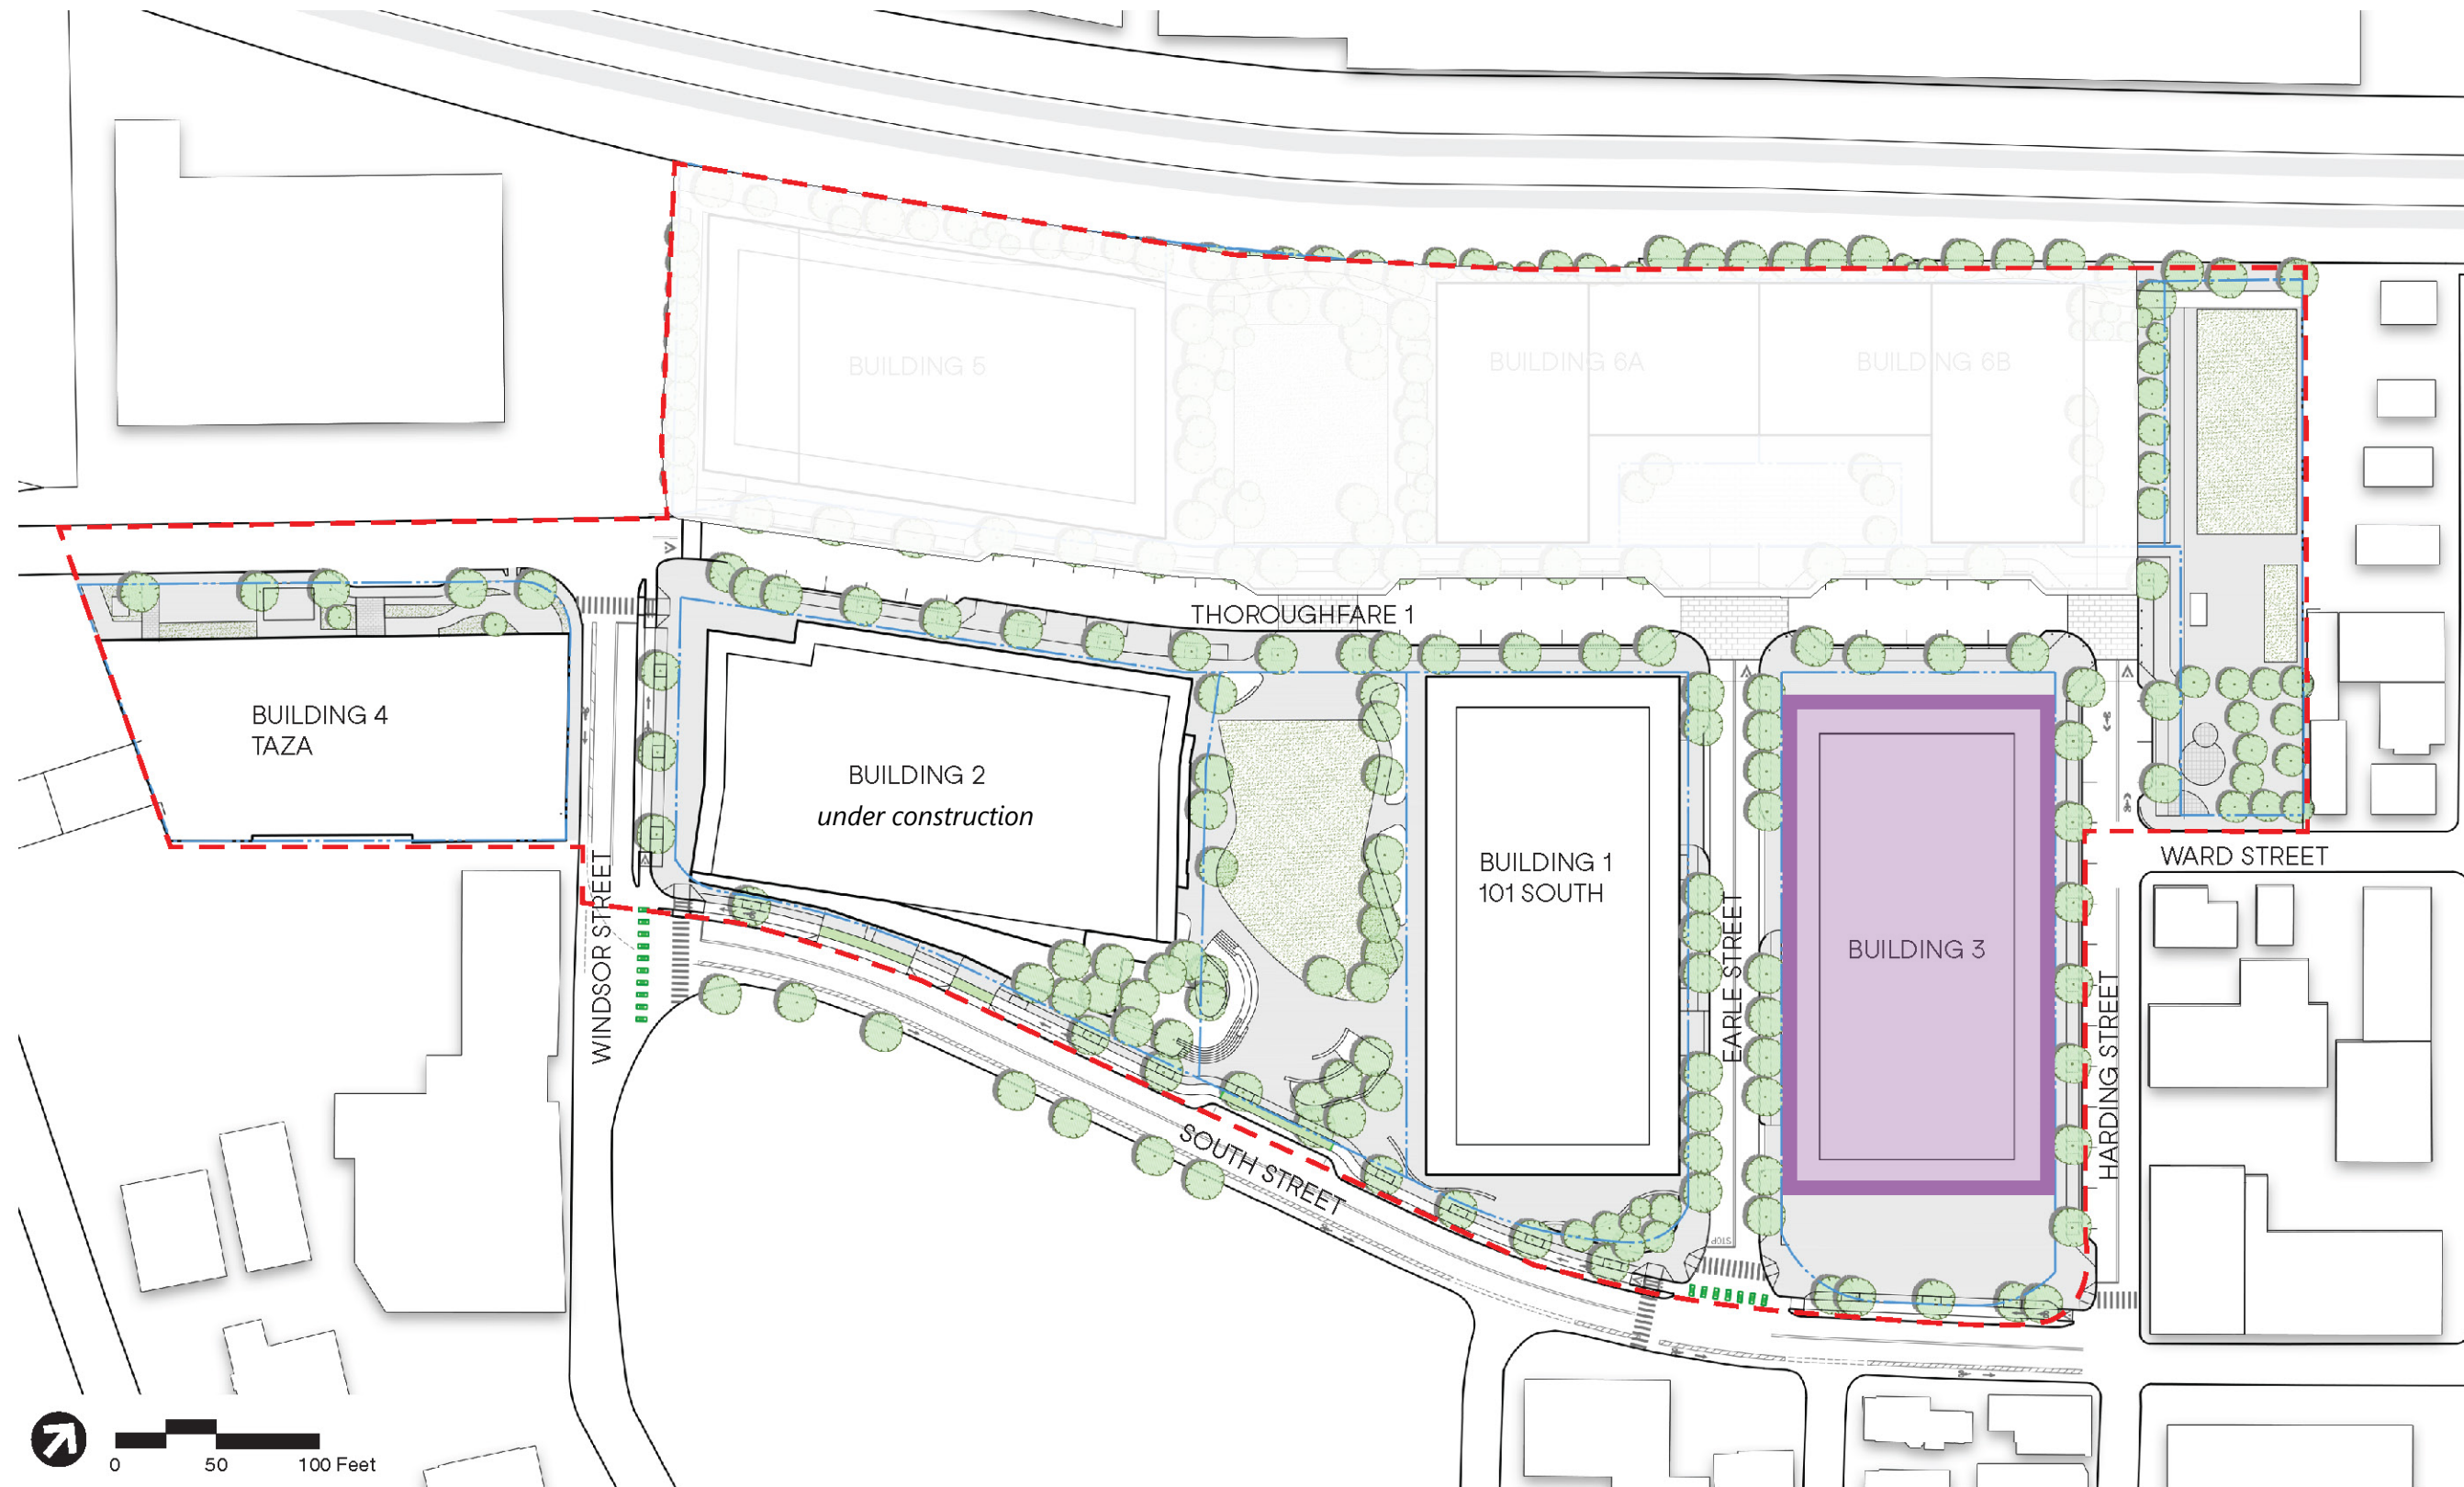 BUILDING 5
BUILDING 6A
BUILDING 6B
THOROUGHFARE 1
BUILDING 4
TAZA
BUILDING 2
under construction
BUILDING 1
101 SOUTH
BUILDING 3
WARD STREET
WINDSOR STREET
EARLE STREET
HARDING STREET
SOUTH STREET
STOP
0 50 100 Feet